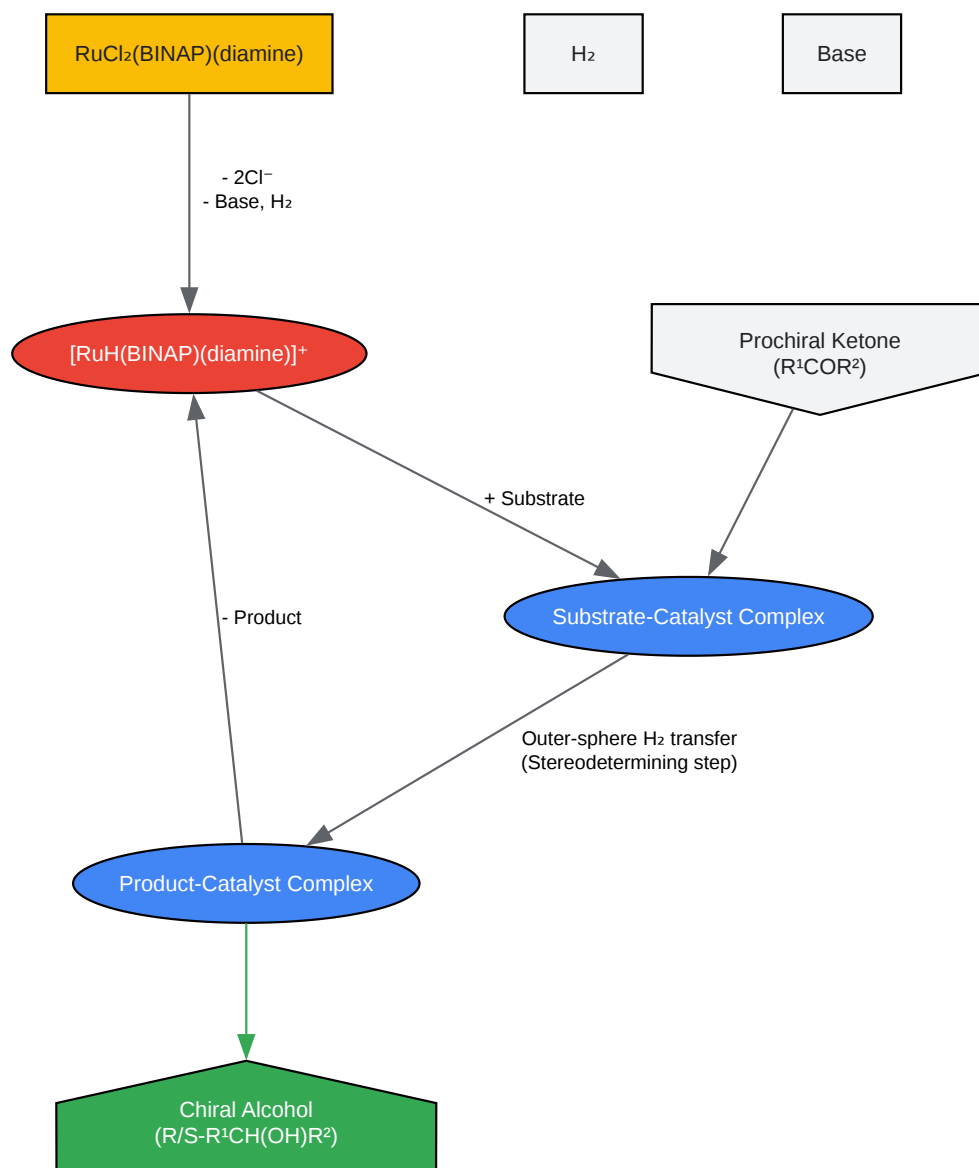 RuCl₂(BINAP)(diamine)
H₂
Base
- 2Cl⁻
- Base, H₂
[RuH(BINAP)(diamine)]⁺
Prochiral Ketone
(R¹COR²)
+ Substrate
- Product
Substrate-Catalyst Complex
Outer-sphere H₂ transfer
(Stereodetermining step)
Product-Catalyst Complex
Chiral Alcohol
(R/S-R¹CH(OH)R²)